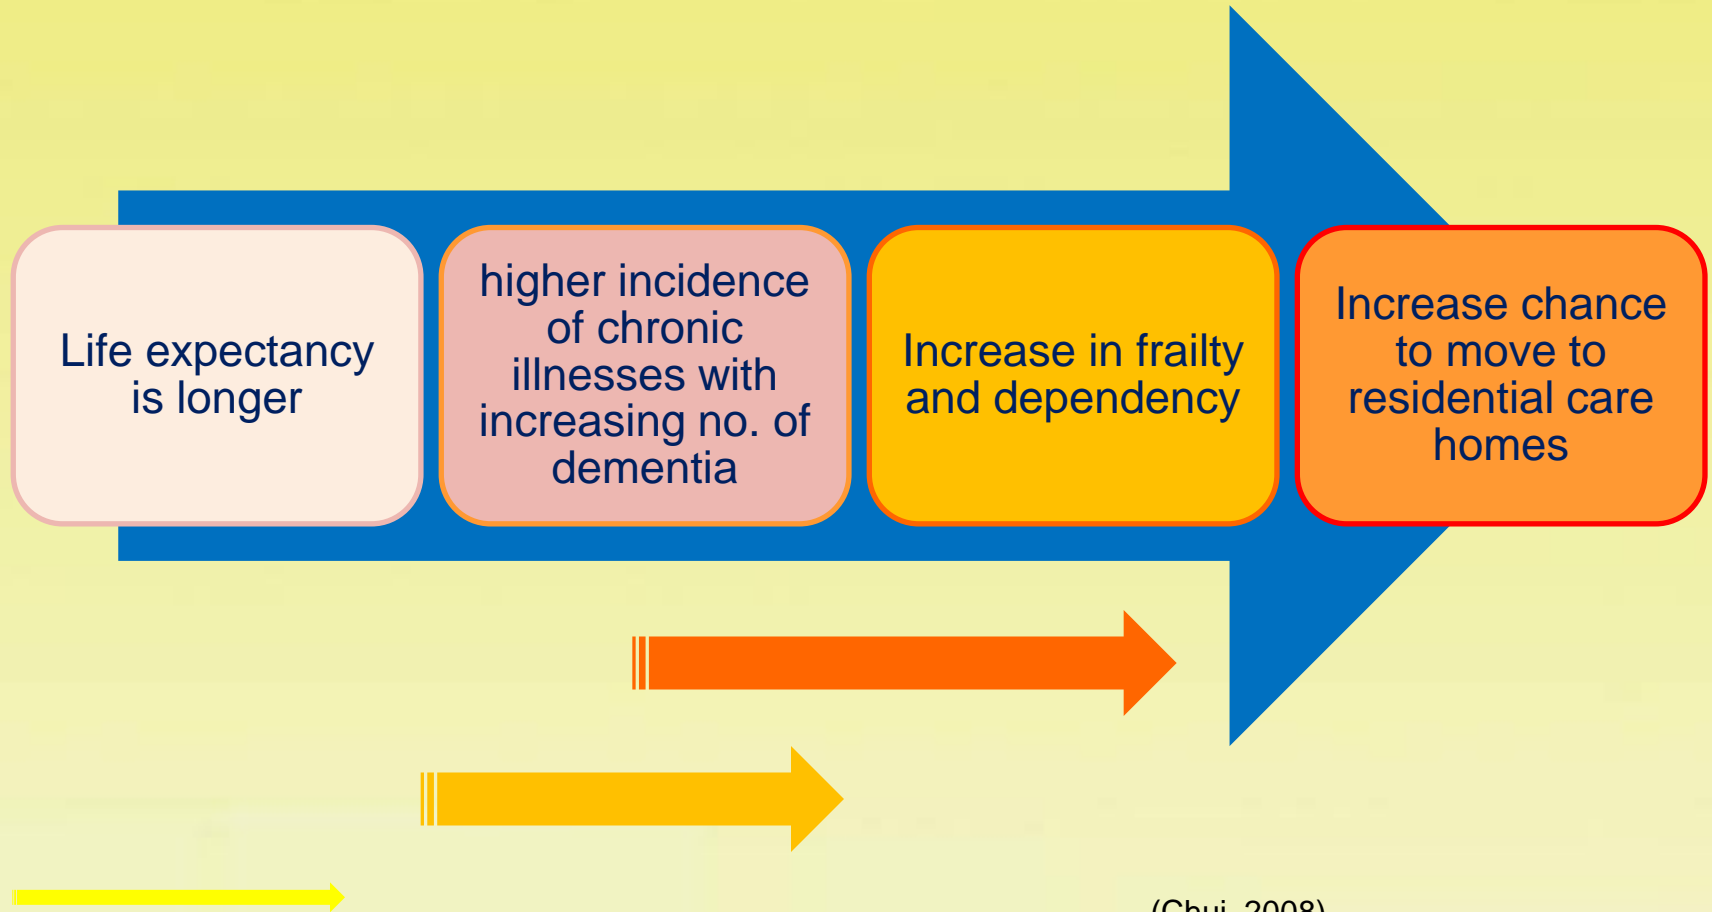 Life expectancy
is longer
higher incidence
of chronic
illnesses with
increasing no. of
dementia
Increase in frailty
and dependency
Increase chance
to move to
residential care
homes
(Chui, 2008)